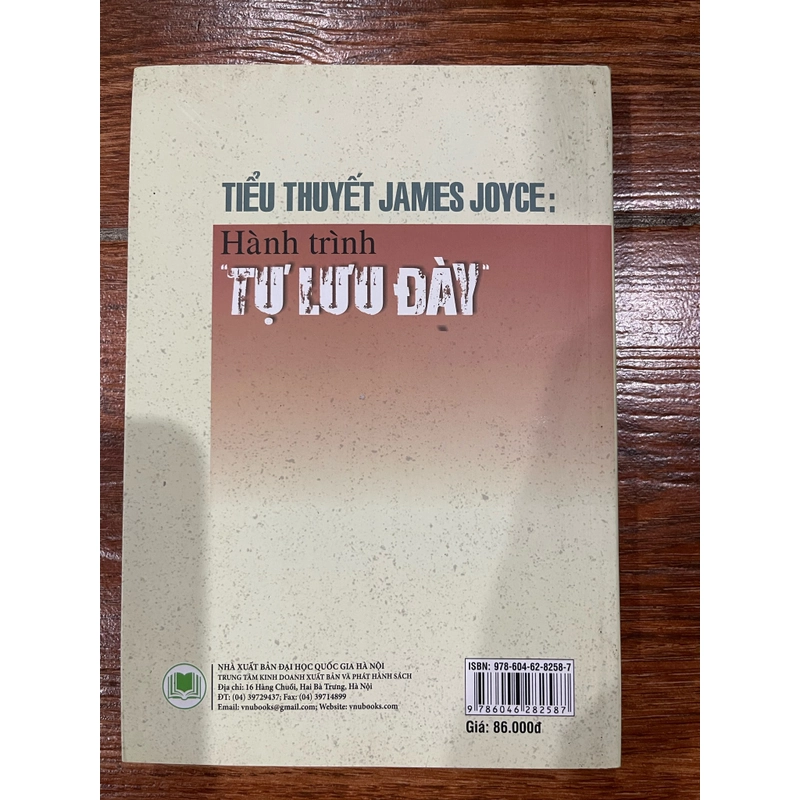 TIỂU THUYẾT JAMES JOYCE:
Hành trình
"TỰ LƯU ĐÀY"
NHÀ XUẤT BẢN ĐẠI HỌC QUỐC GIA HÀ NỘI
TRUNG TÂM KINH DOANH XUẤT BẢN VÀ PHÁT HÀNH SÁCH
Địa chỉ: 16 Hàng Chuối, Hai Bà Trưng, Hà Nội
ĐT: (04) 39729437; Fax: (04) 39714899
Email: vnubooks@gmail.com; Website: vnubooks.com
ISBN: 978-604-62-8258-7
9 786046 282587
Giá: 86.000đ